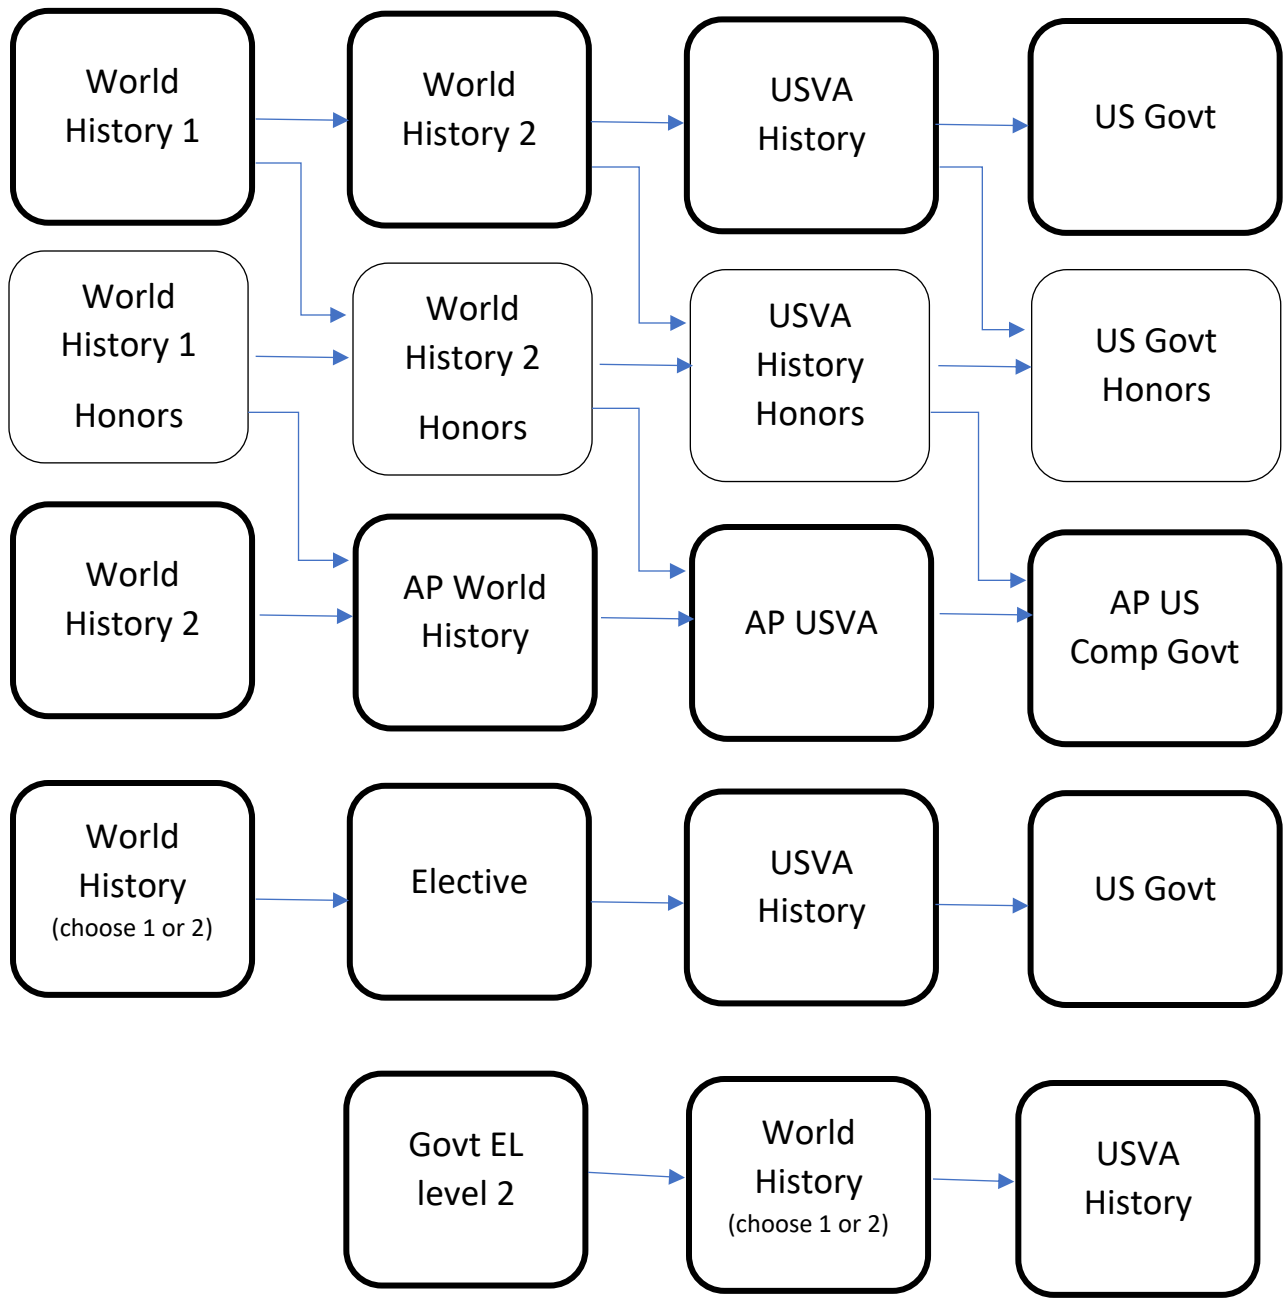 World
History 1
World
History 2
USVA
History
US Govt
World
History 1
Honors
World
History 2
Honors
USVA
History
Honors
US Govt
Honors
World
History 2
AP World
History
AP USVA
AP US
Comp Govt
World
History
(choose 1 or 2)
Elective
USVA
History
US Govt
Govt EL
level 2
World
History
(choose 1 or 2)
USVA
History